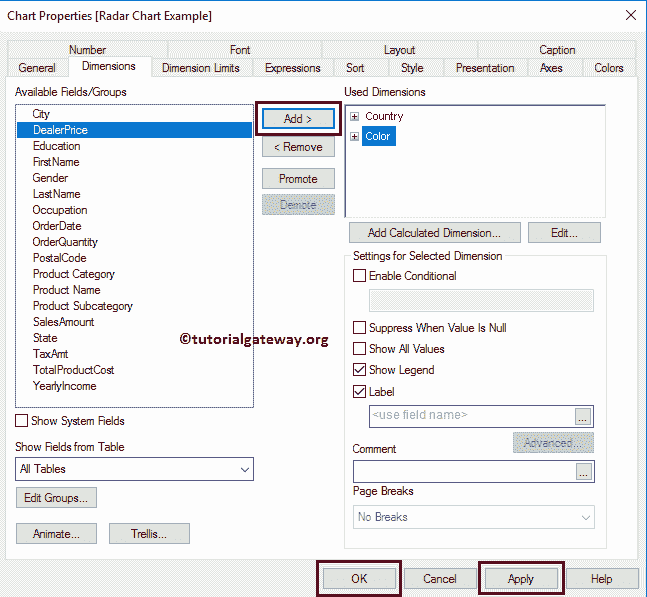 Chart Properties [Radar Chart Example]
Number Font Layout Caption
General Dimensions Dimension Limits Expressions Sort Style Presentation Axes Colors
Available Fields/Groups
City
DealerPrice
Education
FirstName
Gender
LastName
Occupation
OrderDate
OrderQuantity
PostalCode
Product Category
Product Name
Product Subcategory
SalesAmount
State
TaxAmt
TotalProductCost
YearlyIncome
Show System Fields
Show Fields from Table
All Tables
Edit Groups...
Animate...
Trellis...
Add >
< Remove
Promote
Demote
Used Dimensions
Country
Color
Add Calculated Dimension...
Edit...
Settings for Selected Dimension
Enable Conditional
Suppress When Value Is Null
Show All Values
Show Legend
Label
<use field name>
...
Advanced...
Comment
...
Page Breaks
No Breaks
©tutorialgateway.org
OK
Cancel
Apply
Help